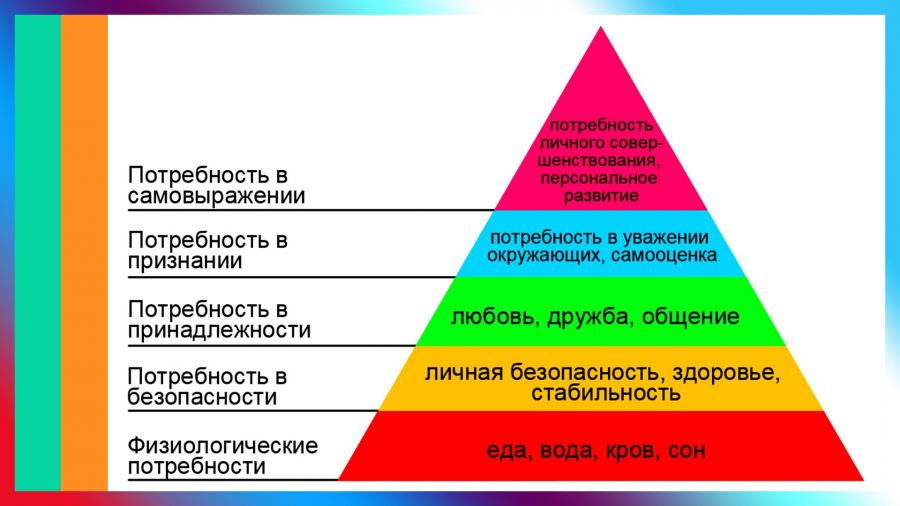 потребность
личного совер-
шенствования,
персональное
развитие
Потребность в
самовыражении
потребность в уважении
окружающих, самооценка
Потребность в
признании
любовь, дружба, общение
Потребность в
принадлежности
личная безопасность, здоровье,
стабильность
Потребность в
безопасности
еда, вода, кров, сон
Физиологические
потребности